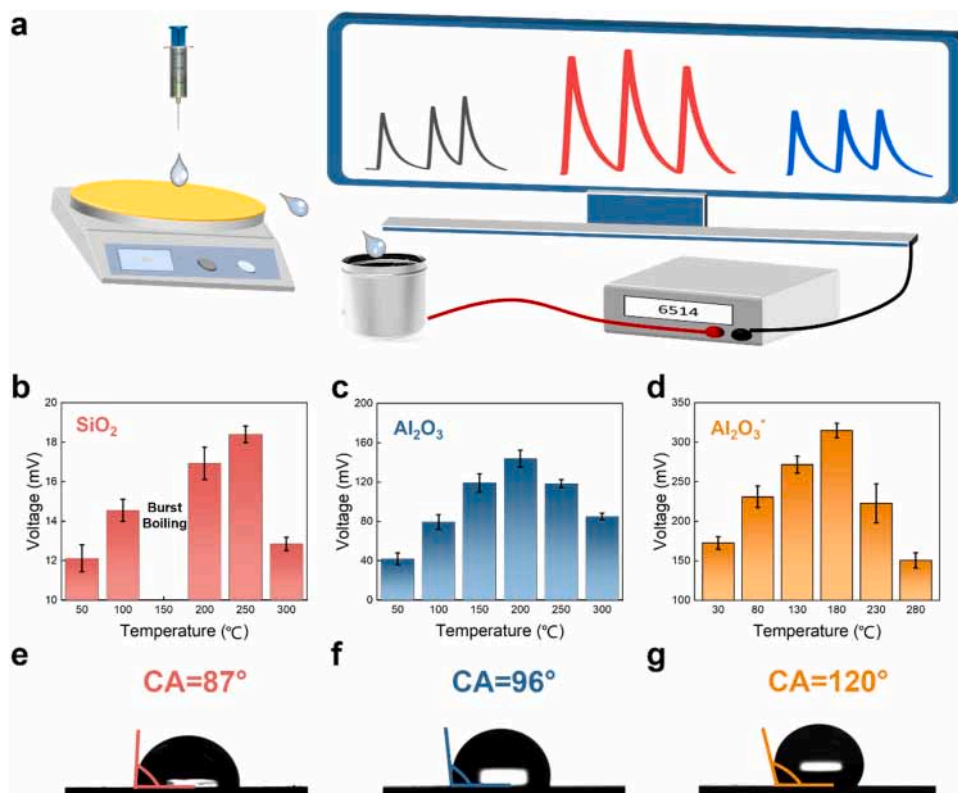 a
6514
b
SiO₂
Burst
Boiling
Voltage (mV)
20
18
16
14
12
10
50 100 150 200 250 300
Temperature (℃)
c
Al₂O₃
Voltage (mV)
200
160
120
80
40
0
50 100 150 200 250 300
Temperature (℃)
d
Al₂O₃*
Voltage (mV)
350
300
250
200
150
100
30 80 130 180 230 280
Temperature (℃)
e
CA=87°
f
CA=96°
g
CA=120°